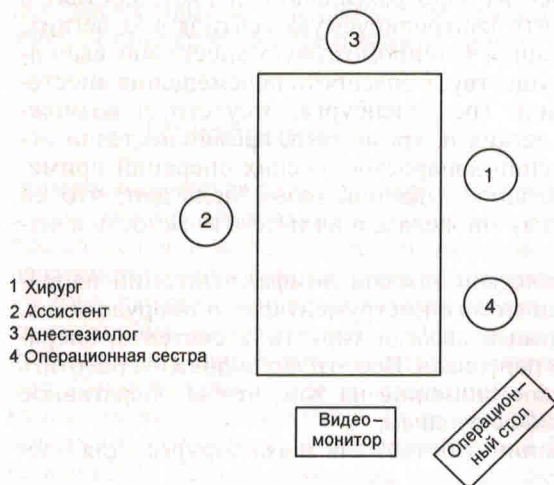 3
1
2
4
1 Хирург
2 Ассистент
3 Анестезиолог
4 Операционная сестра
Видео-
монитор
Операцион-
ный стол